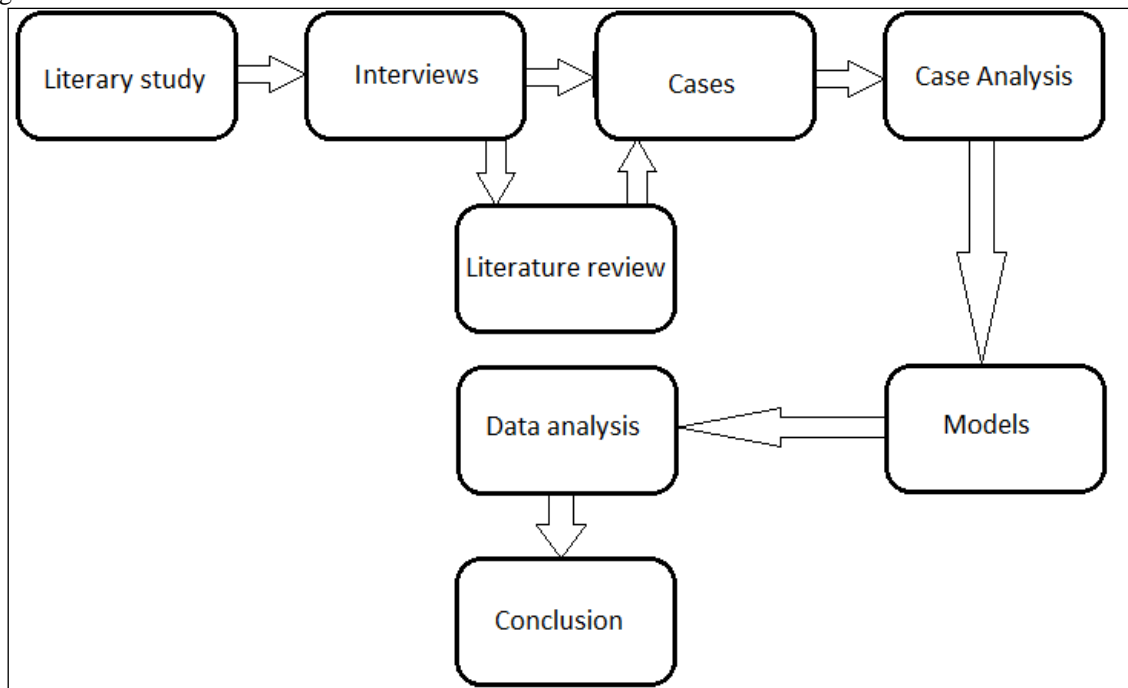 Literary study
Interviews
Cases
Case Analysis
Literature review
Data analysis
Models
Conclusion